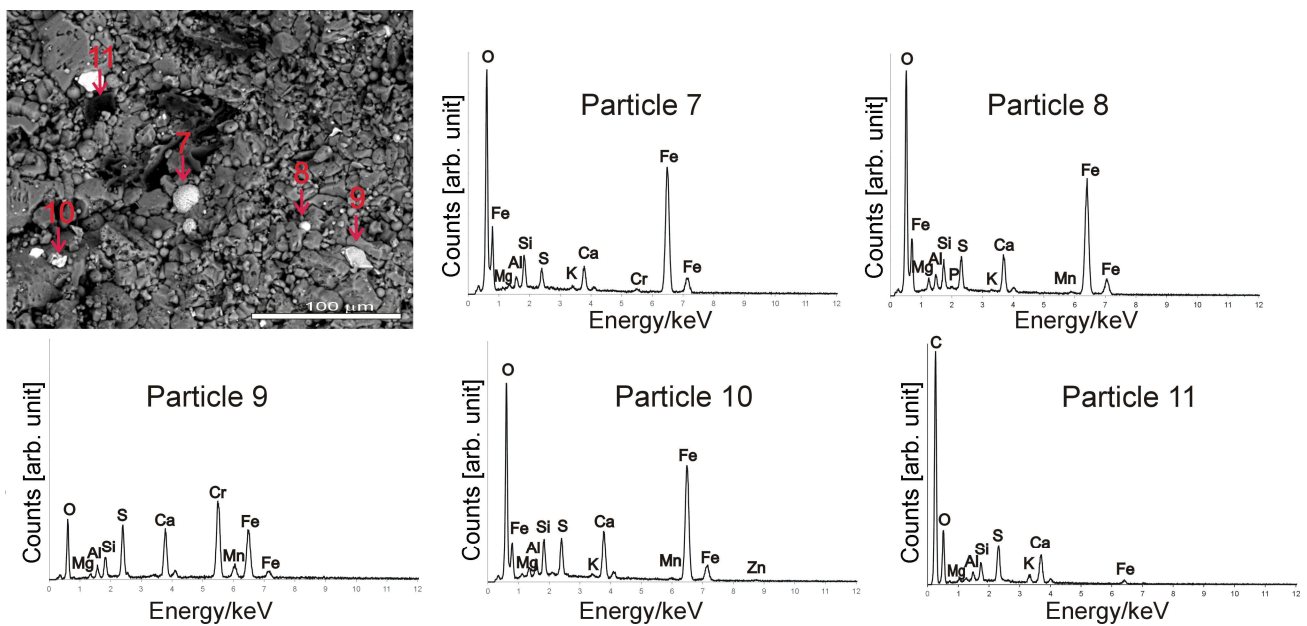 11
7
8
9
10
100 µm
Particle 7
Counts [arb. unit]
O
Fe
Mg
Al
Si
S
K
Ca
Cr
Fe
Fe
0 1 2 3 4 5 6 7 8 9 10 11 12
Energy/keV
Particle 8
Counts [arb. unit]
O
Fe
Mg
Al
Si
P
S
K
Ca
Mn
Fe
Fe
0 1 2 3 4 5 6 7 8 9 10 11 12
Energy/keV
Particle 9
Counts [arb. unit]
O
Mg
Al
Si
S
Ca
Cr
Mn
Fe
Fe
0 1 2 3 4 5 6 7 8 9 10 11 12
Energy/keV
Particle 10
Counts [arb. unit]
O
Fe
Mg
Al
Si
S
K
Ca
Mn
Fe
Fe
Zn
0 1 2 3 4 5 6 7 8 9 10 11 12
Energy/keV
Particle 11
Counts [arb. unit]
C
O
Mg
Al
Si
S
K
Ca
Fe
0 1 2 3 4 5 6 7 8 9 10 11 12
Energy/keV